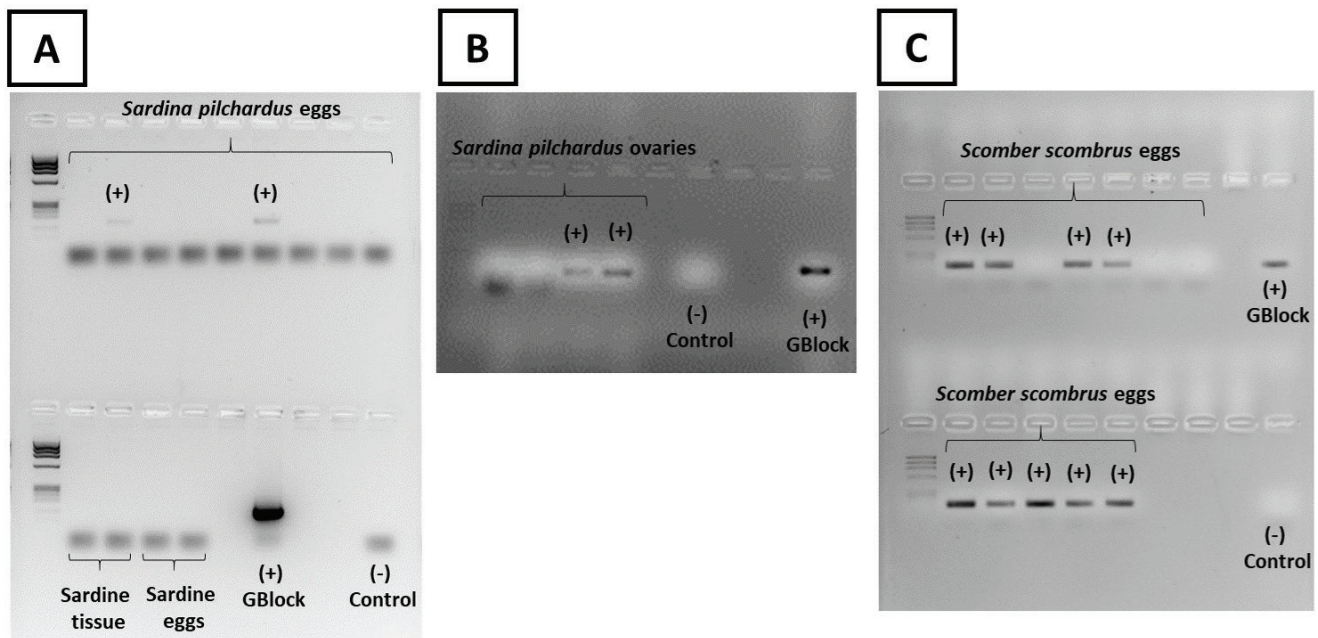 A
Sardina pilchardus eggs
(+) (+)
Sardine
tissue
Sardine
eggs
(+)
GBlock
(-)
Control
B
Sardina pilchardus ovaries
(+) (+)
(-)
Control
(+)
GBlock
C
Scomber scombrus eggs
(+) (+) (+) (+)
(+)
GBlock
Scomber scombrus eggs
(+) (+) (+) (+) (+)
(-)
Control